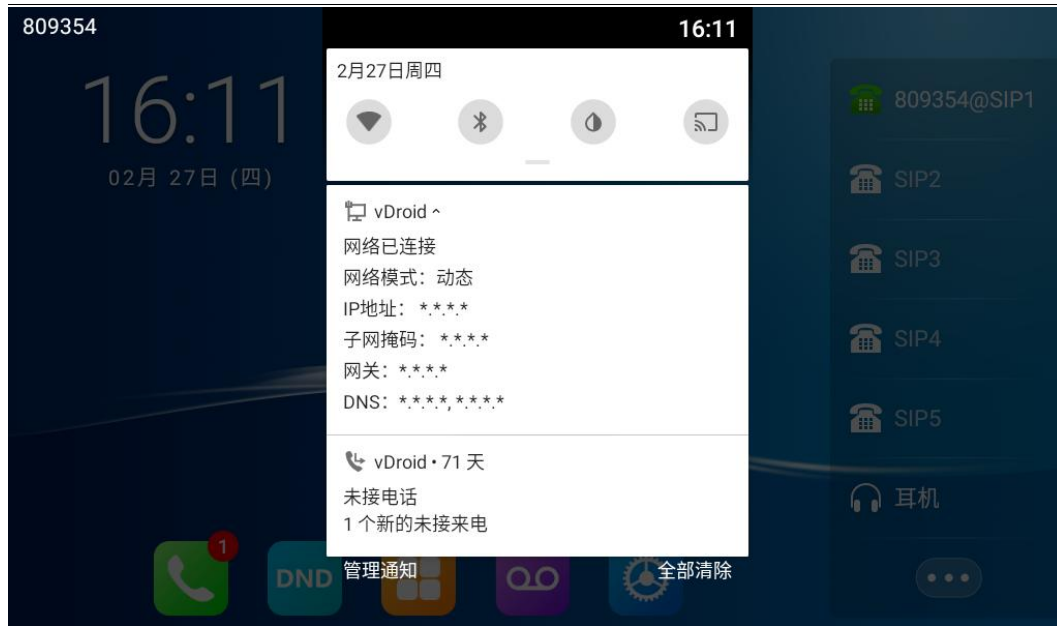 809354
16:11
16:11
02月 27日 (四)
2月27日周四
vDroid
网络已连接
网络模式：动态
IP地址： *.*.*.*
子网掩码： *.*.*.*
网关：*.*.*.*
DNS：*.*.*.*, *.*.*.*
vDroid • 71 天
未接电话
1 个新的未接来电
管理通知
全部清除
1
DND
809354@SIP1
SIP2
SIP3
SIP4
SIP5
耳机